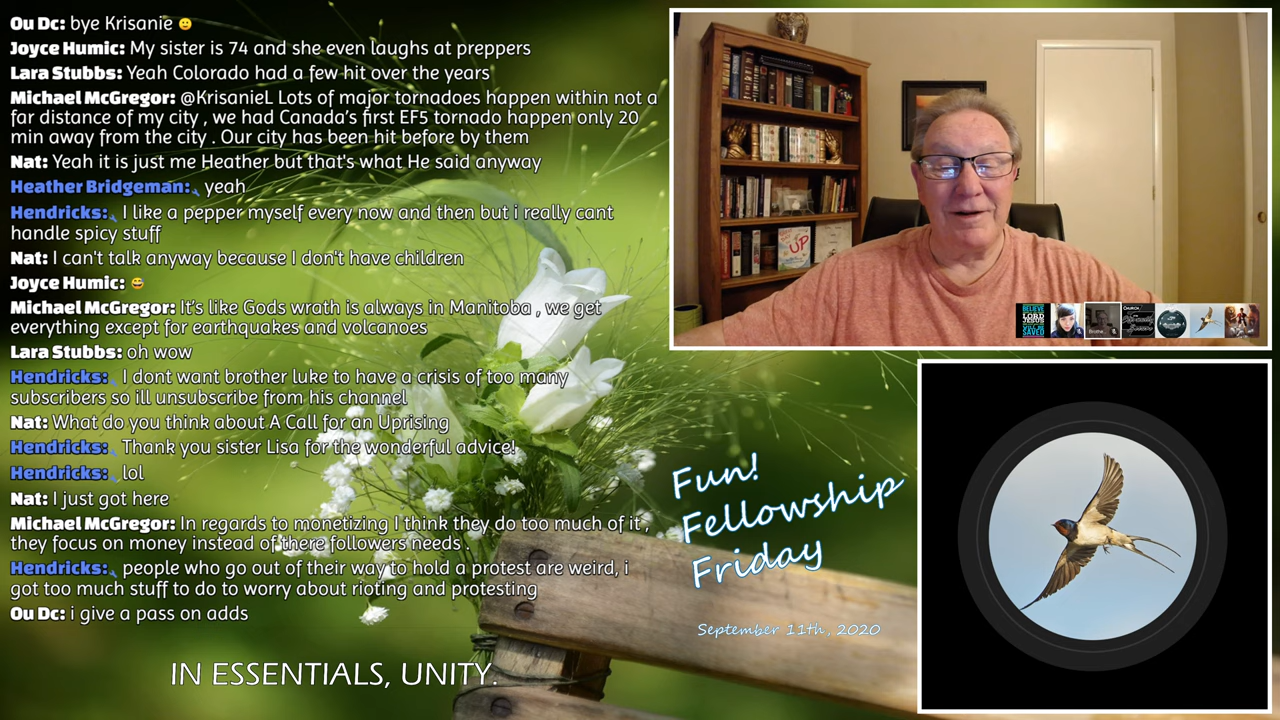 Ou Dc: bye Krisanie 🙂
Joyce Humic: My sister is 74 and she even laughs at preppers
Lara Stubbs: Yeah Colorado had a few hit over the years
Michael McGregor: @KrisanieL Lots of major tornadoes happen within not a
far distance of my city , we had Canada's first EF5 tornado happen only 20
min away from the city . Our city has been hit before by them
Nat: Yeah it is just me Heather but that's what He said anyway
Heather Bridgeman: yeah
Hendricks: I like a pepper myself every now and then but i really cant
handle spicy stuff
Nat: I can't talk anyway because I don't have children
Joyce Humic: 😅
Michael McGregor: It's like Gods wrath is always in Manitoba , we get
everything except for earthquakes and volcanoes
Lara Stubbs: oh wow
Hendricks: I dont want brother luke to have a crisis of too many
subscribers so ill unsubscribe from his channel
Nat: What do you think about A Call for an Uprising
Hendricks: Thank you sister Lisa for the wonderful advice!
Hendricks: lol
Nat: I just got here
Michael McGregor: In regards to monetizing I think they do too much of it ,
they focus on money instead of there followers needs .
Hendricks: people who go out of their way to hold a protest are weird, i
got too much stuff to do to worry about rioting and protesting
Ou Dc: i give a pass on adds
IN ESSENTIALS, UNITY.
UP
BELIEVE
LORD
JESUS
WILL BE
SAVED
Brothe...
CHURCH
Fun!
Fellowship
Friday
September 11th, 2020